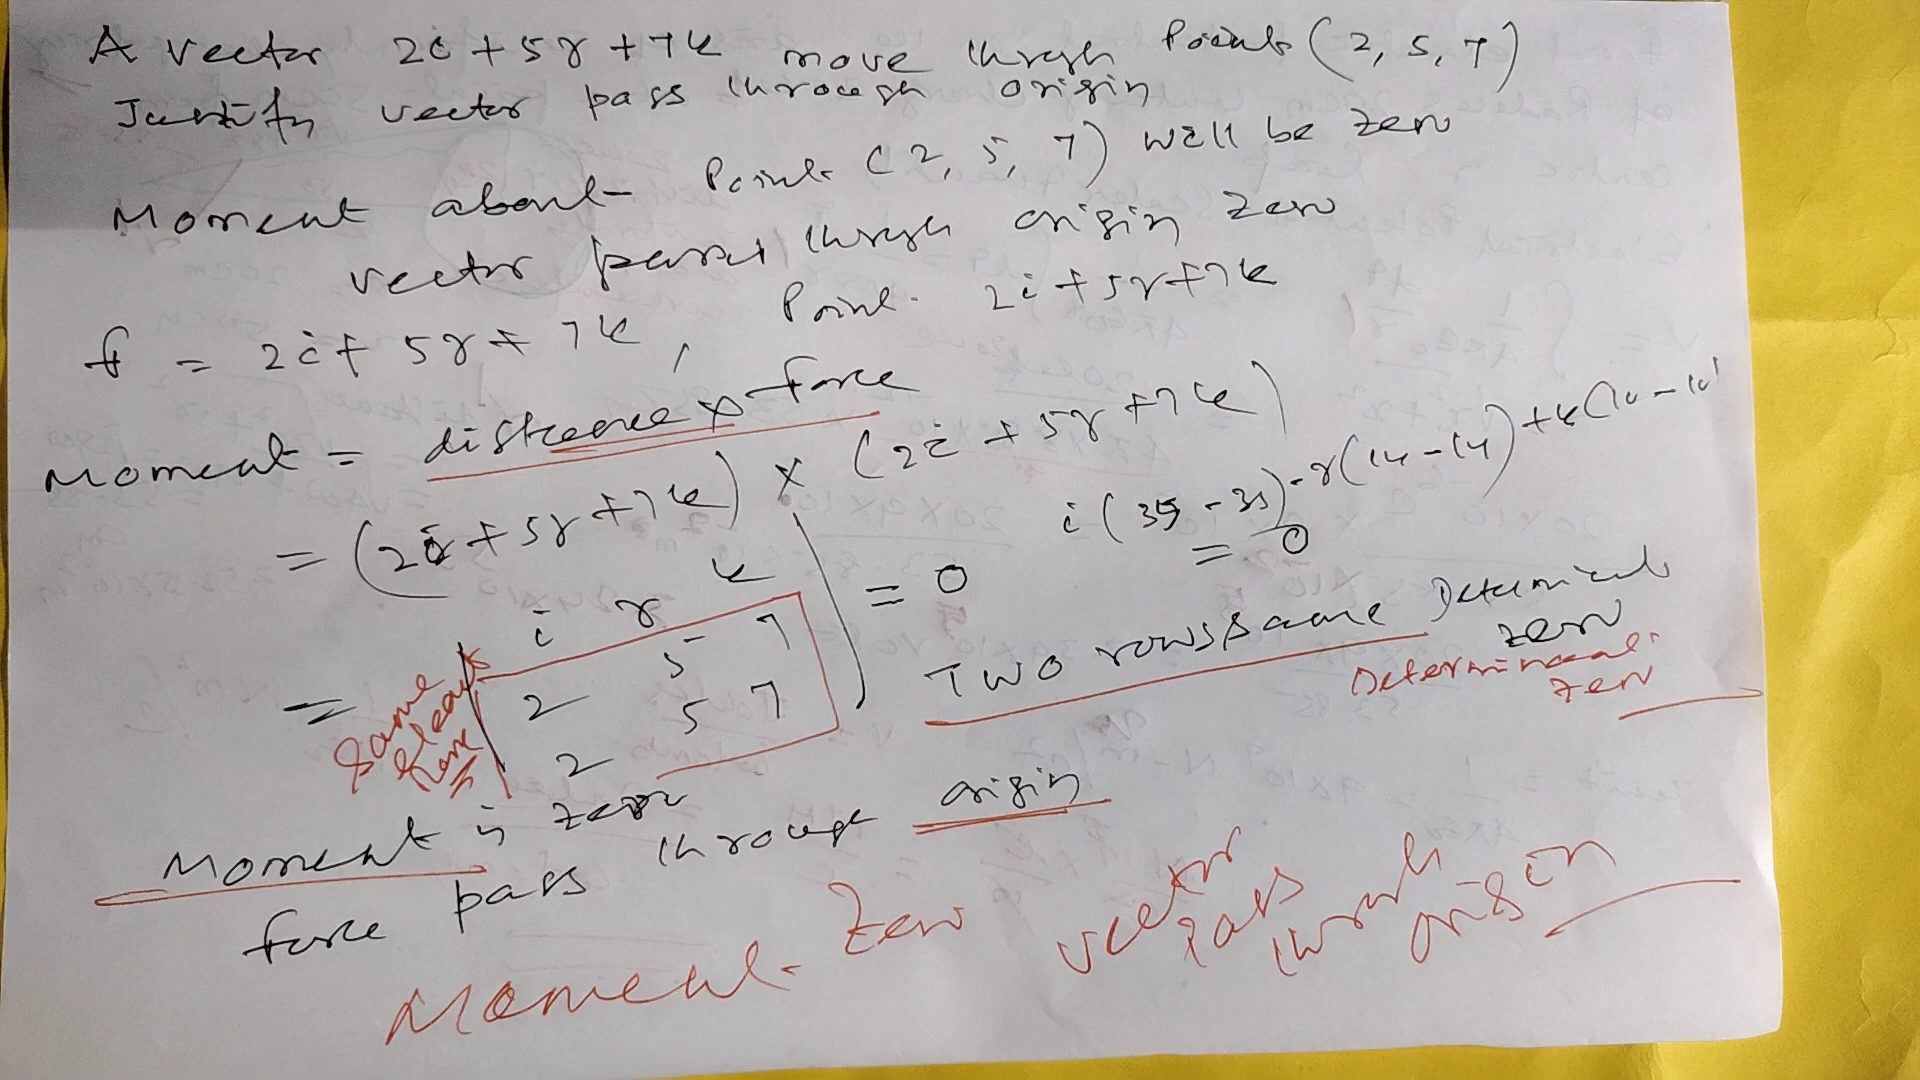 A vector 2i + 5j + 7k move through Points (2, 5, 7)
Justify vector pass through origin
Moment about Point (2, 5, 7) will be zero
vector passes through origin zero
f = 2i + 5j + 7k, Point 2i + 5j + 7k
Moment = distance x force
= (2i + 5j + 7k) x (2i + 5j + 7k)
i(35 - 35) - j(14 - 14) + k(10 - 10)
= 0
i j k
= 2 5 7 = 0
2 5 7
Same Here
Two rows same Determinant zero
Determinant zero
Moment is zero
force pass through origin
Moment Zero vector pass through origin